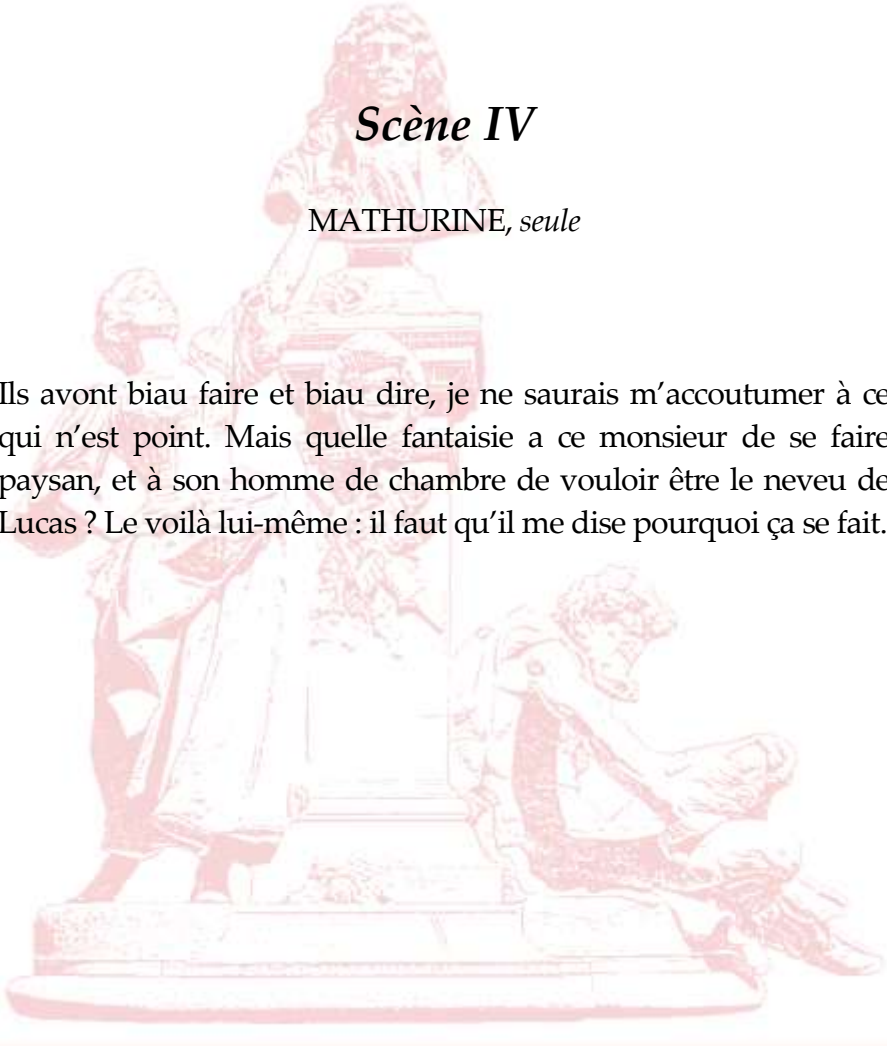 Scène IV
MATHURINE, seule
Ils avont biau faire et biau dire, je ne saurais m’accoutumer à ce
qui n’est point. Mais quelle fantaisie a ce monsieur de se faire
paysan, et à son homme de chambre de vouloir être le neveu de
Lucas ? Le voilà lui-même : il faut qu’il me dise pourquoi ça se fait.